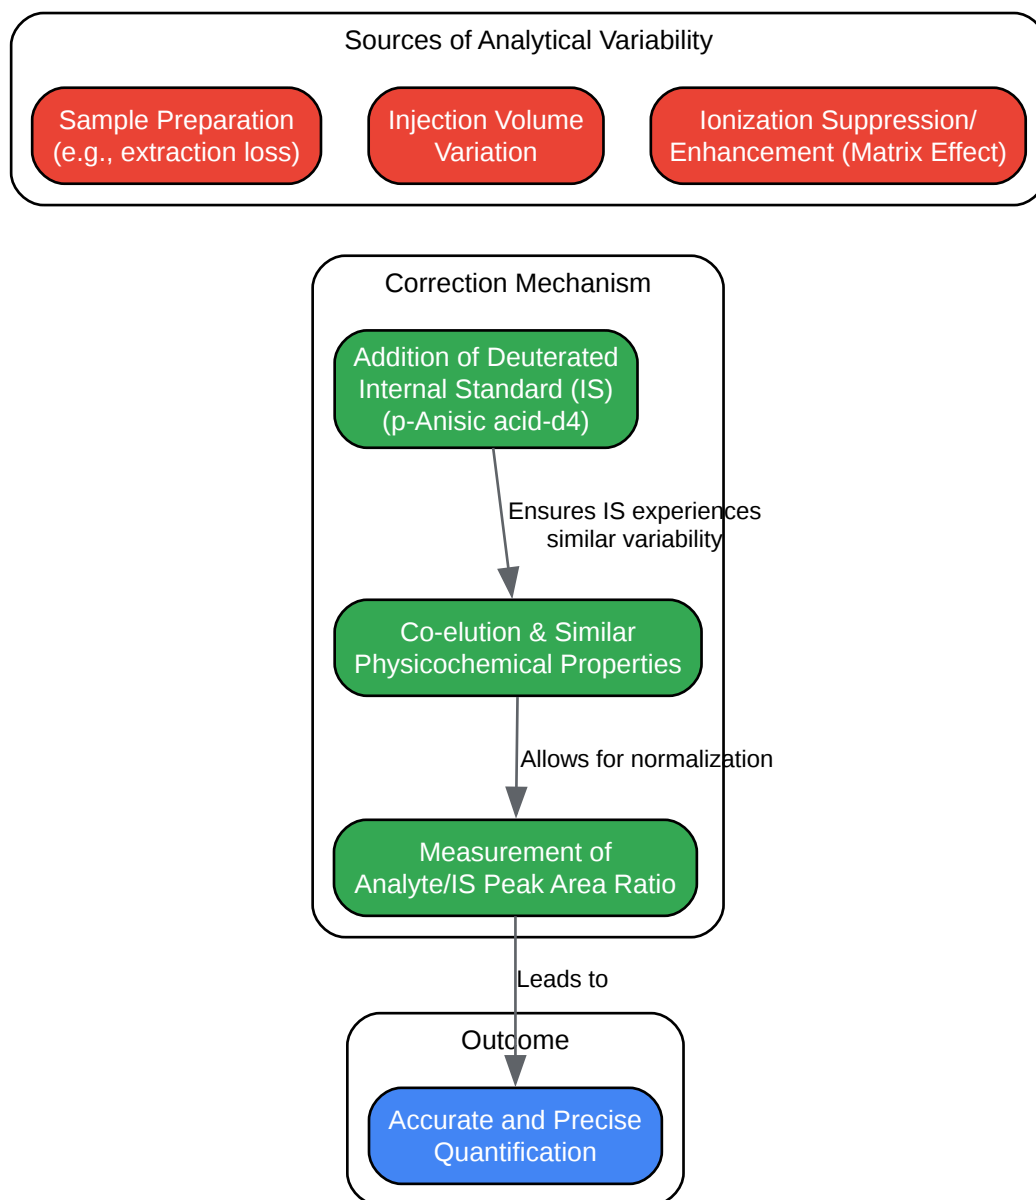 Sources of Analytical Variability
Sample Preparation
(e.g., extraction loss)
Injection Volume
Variation
Ionization Suppression/
Enhancement (Matrix Effect)
Correction Mechanism
Addition of Deuterated
Internal Standard (IS)
(p-Anisic acid-d4)
Ensures IS experiences
similar variability
Co-elution & Similar
Physicochemical Properties
Allows for normalization
Measurement of
Analyte/IS Peak Area Ratio
Leads to
Outcome
Accurate and Precise
Quantification